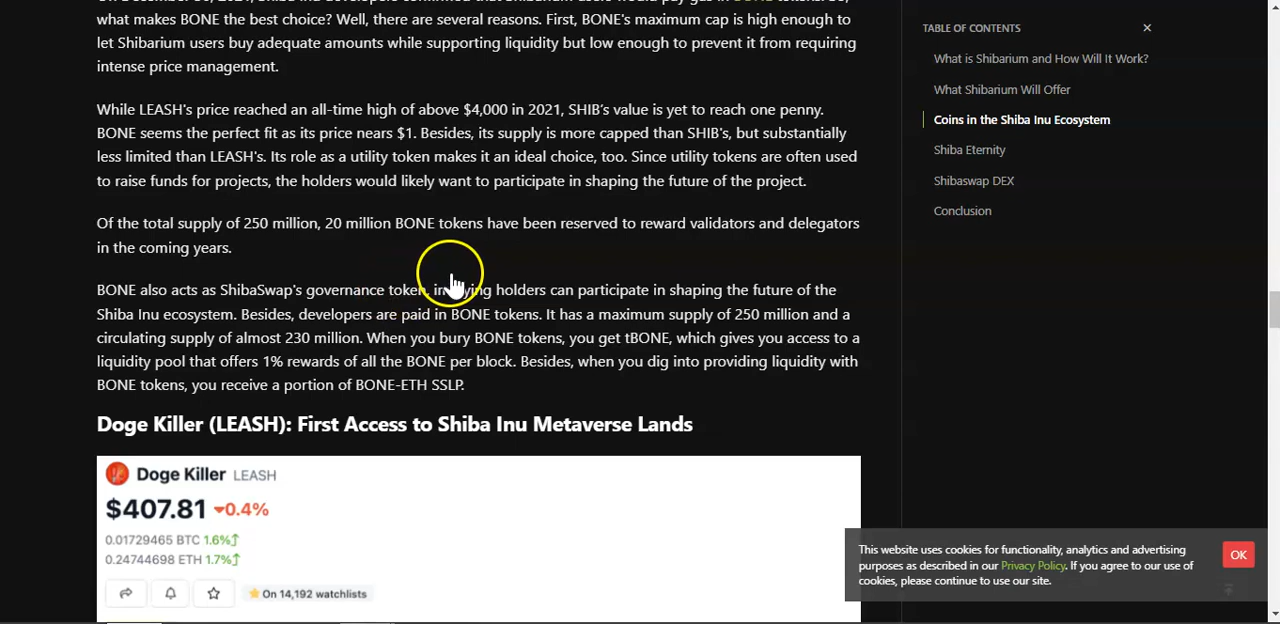 what makes BONE the best choice? Well, there are several reasons. First, BONE's maximum cap is high enough to
let Shibarium users buy adequate amounts while supporting liquidity but low enough to prevent it from requiring
intense price management.
While LEASH's price reached an all-time high of above $4,000 in 2021, SHIB's value is yet to reach one penny.
BONE seems the perfect fit as its price nears $1. Besides, its supply is more capped than SHIB's, but substantially
less limited than LEASH's. Its role as a utility token makes it an ideal choice, too. Since utility tokens are often used
to raise funds for projects, the holders would likely want to participate in shaping the future of the project.
Of the total supply of 250 million, 20 million BONE tokens have been reserved to reward validators and delegators
in the coming years.
BONE also acts as ShibaSwap's governance token, holders can participate in shaping the future of the
Shiba Inu ecosystem. Besides, developers are paid in BONE tokens. It has a maximum supply of 250 million and a
circulating supply of almost 230 million. When you bury BONE tokens, you get tBONE, which gives you access to a
liquidity pool that offers 1% rewards of all the BONE per block. Besides, when you dig into providing liquidity with
BONE tokens, you receive a portion of BONE-ETH SSLP.
Doge Killer (LEASH): First Access to Shiba Inu Metaverse Lands
Doge Killer LEASH
$407.81 0.4%
0.01729465 BTC 1.6%
0.24744698 ETH 1.7%
On 14,192 watchlists
TABLE OF CONTENTS
What is Shibarium and How Will It Work?
What Shibarium Will Offer
Coins in the Shiba Inu Ecosystem
Shiba Eternity
Shibaswap DEX
Conclusion
This website uses cookies for functionality, analytics and advertising
purposes as described in our Privacy Policy. If you agree to our use of
cookies, please continue to use our site.
OK